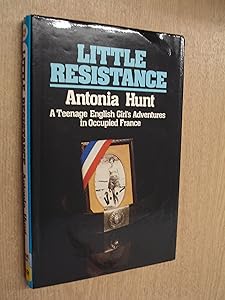 LITTLE
RESISTANCE
Antonia Hunt
A Teenage English Girl's Adventures
in Occupied France